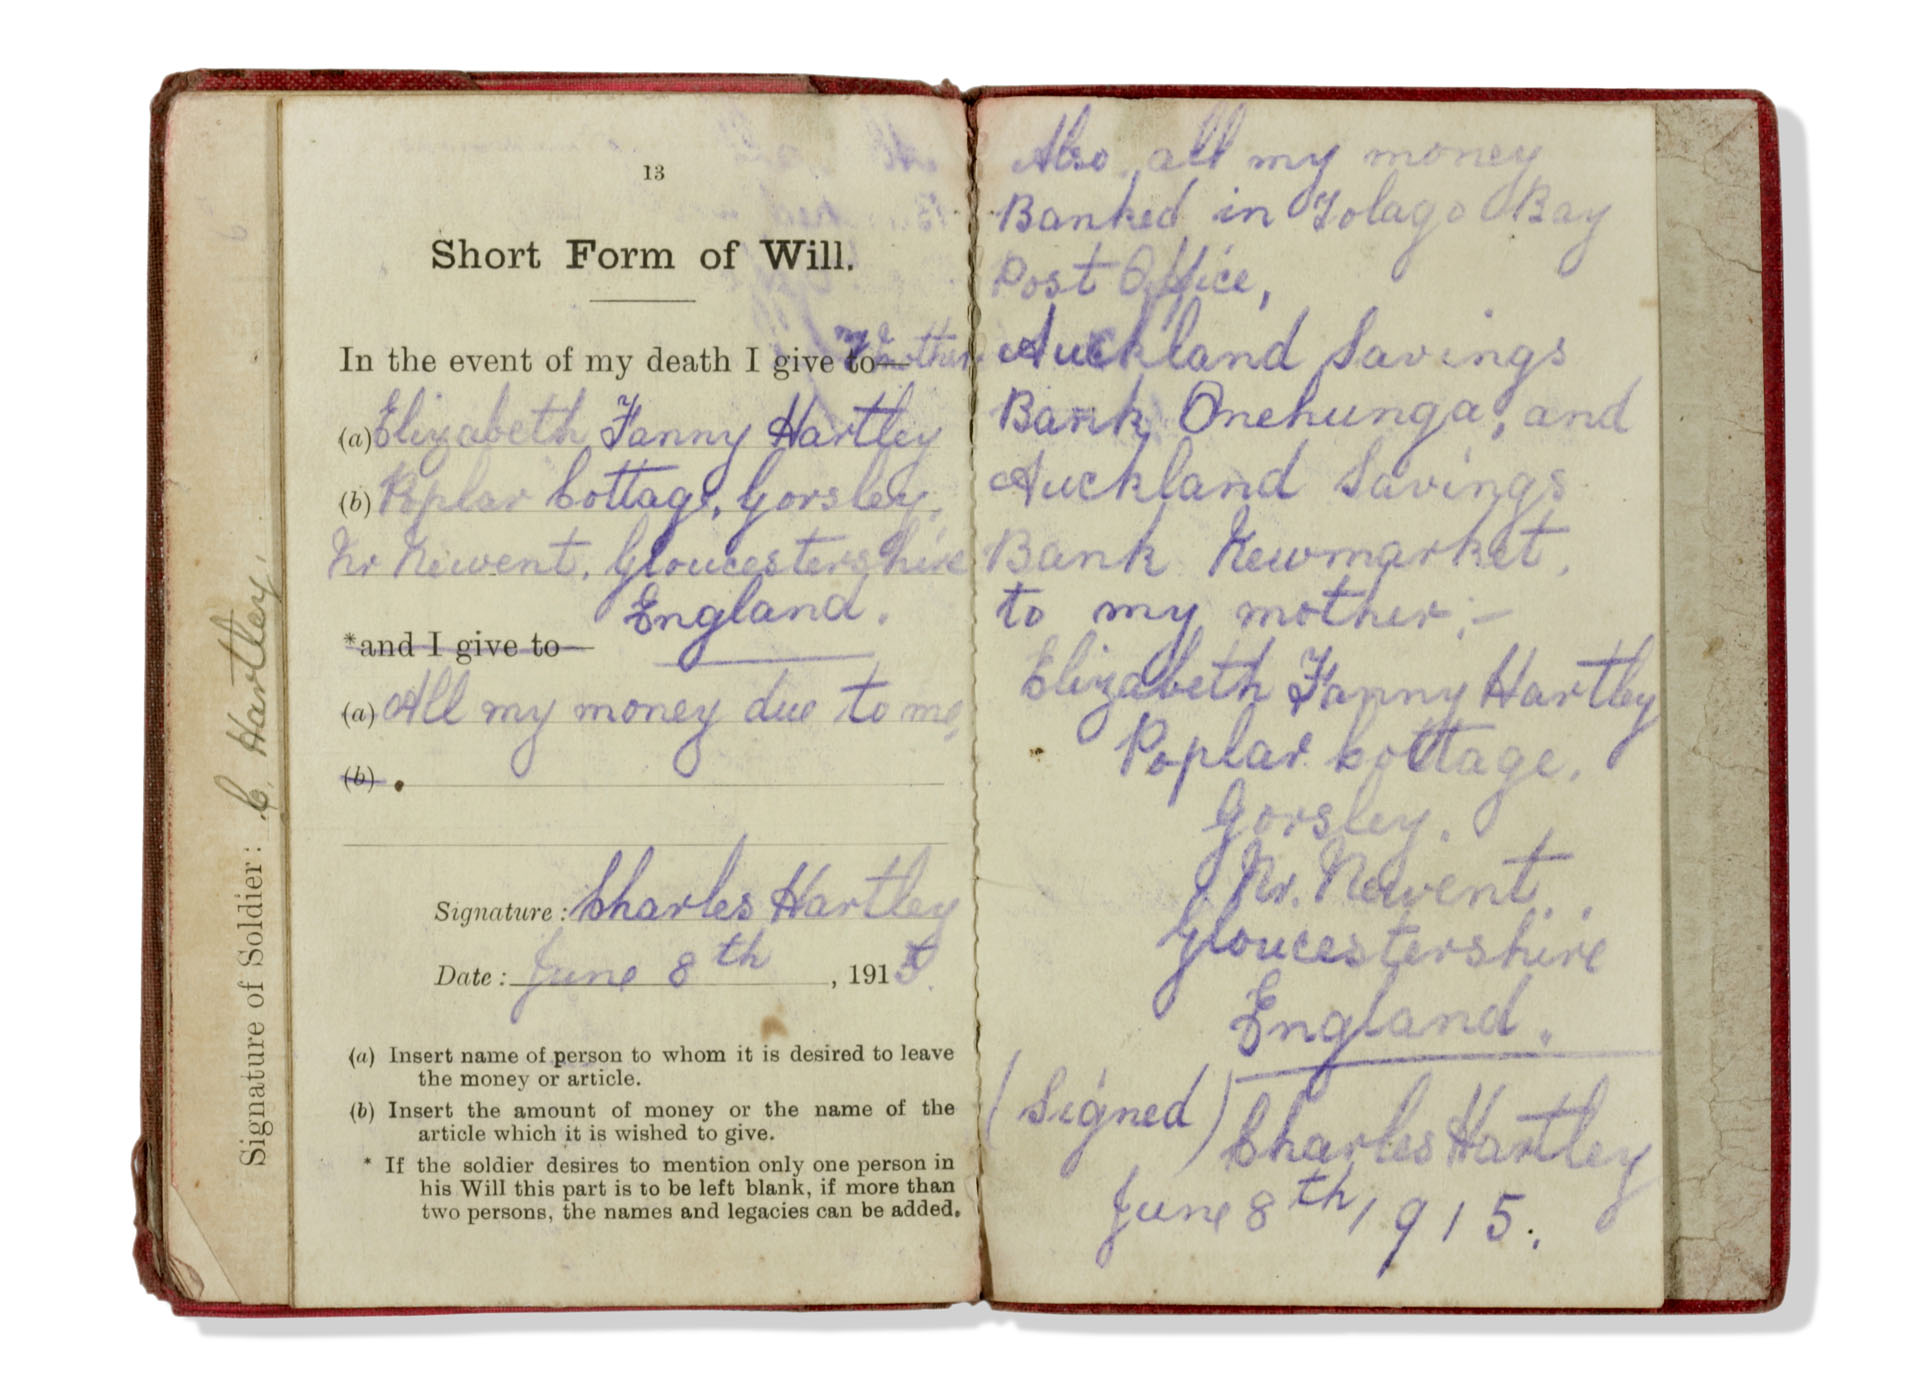 Signature of Soldier: C. Hartley.
13
Short Form of Will.
In the event of my death I give to— my mother
(a) Elizabeth Fanny Hartley
(b) Poplar Cottage, Gorsley,
Nr Newent, Gloucestershire
England.
*and I give to—
(a) All my money due to me,
(b) .
Signature: Charles Hartley
Date: June 8th, 1915.
(a) Insert name of person to whom it is desired to leave
the money or article.
(b) Insert the amount of money or the name of the
article which it is wished to give.
* If the soldier desires to mention only one person in
his Will this part is to be left blank, if more than
two persons, the names and legacies can be added.
Also, all my money
Banked in Tolago Bay
Post Office,
Auckland Savings
Bank Onehunga, and
Auckland Savings
Bank Newmarket,
to my mother:—
Elizabeth Fanny Hartley
Poplar Cottage,
Gorsley.
Nr. Newent.
Gloucestershire
England.
(Signed) Charles Hartley
June 8th, 1915.